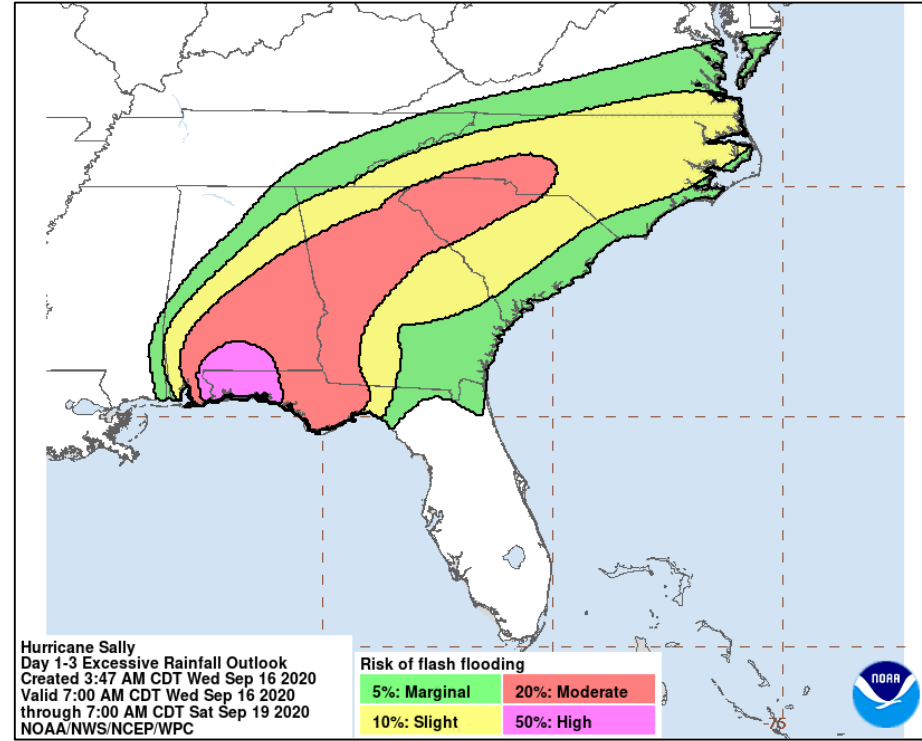 -75
Hurricane Sally
Day 1-3 Excessive Rainfall Outlook
Created 3:47 AM CDT Wed Sep 16 2020
Valid 7:00 AM CDT Wed Sep 16 2020
through 7:00 AM CDT Sat Sep 19 2020
NOAA/NWS/NCEP/WPC
Risk of flash flooding
5%: Marginal
20%: Moderate
10%: Slight
50%: High
NOAA